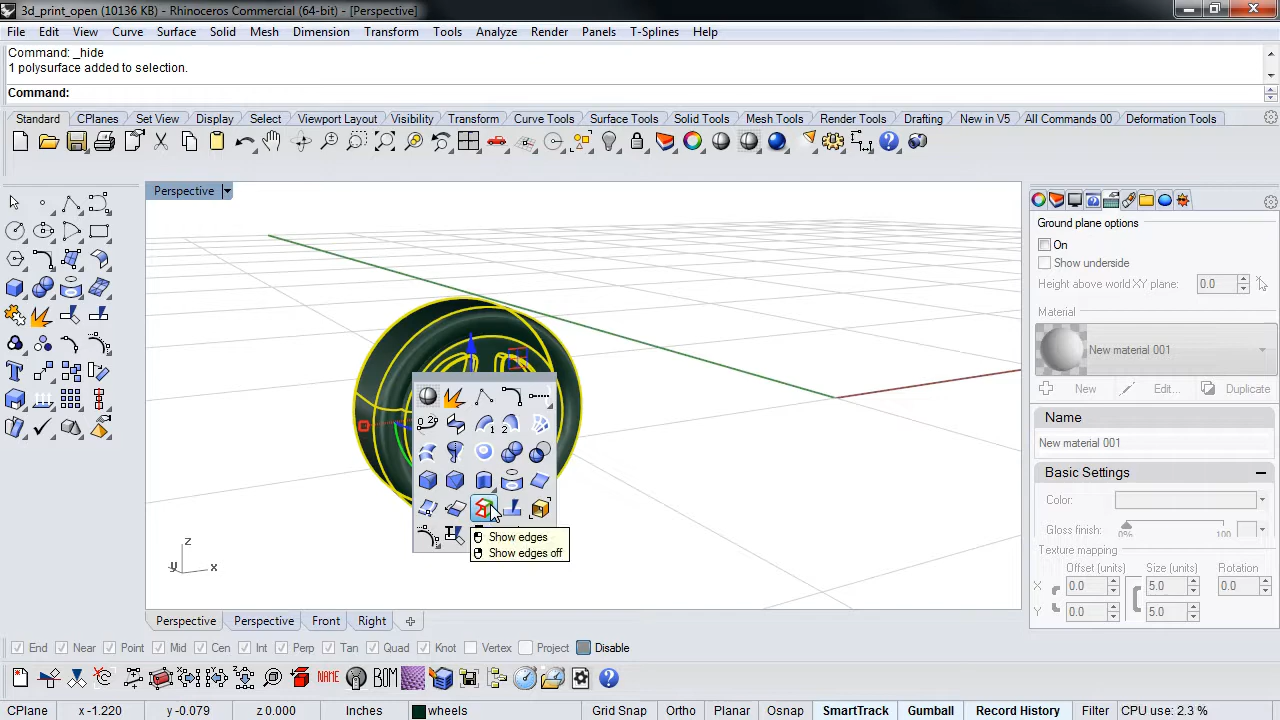 3d_print_open (10136 KB) - Rhinoceros Commercial (64-bit) - [Perspective]
File Edit View Curve Surface Solid Mesh Dimension Transform Tools Analyze Render Panels T-Splines Help
Command: _hide
1 polysurface added to selection.
Command:
Standard CPlanes Set View Display Select Viewport Layout Visibility Transform Curve Tools Surface Tools Solid Tools Mesh Tools Render Tools Drafting New in V5 All Commands 00 Deformation Tools
Perspective
Ground plane options
On
Show underside
Height above world XY plane: 0.0
Material
New material 001
New Edit... Duplicate
Name
New material 001
Basic Settings
Color:
Gloss finish: 0 100
Texture mapping
Offset (units) Size (units) Rotation
X 0.0 5.0 0.0
Y 0.0 5.0
Show edges
Show edges off
z
y x
Perspective Perspective Front Right
End Near Point Mid Cen Int Perp Tan Quad Knot Vertex Project Disable
NAME BOM
CPlane x -1.220 y -0.079 z 0.000 Inches wheels Grid Snap Ortho Planar Osnap SmartTrack Gumball Record History Filter CPU use: 2.3 %